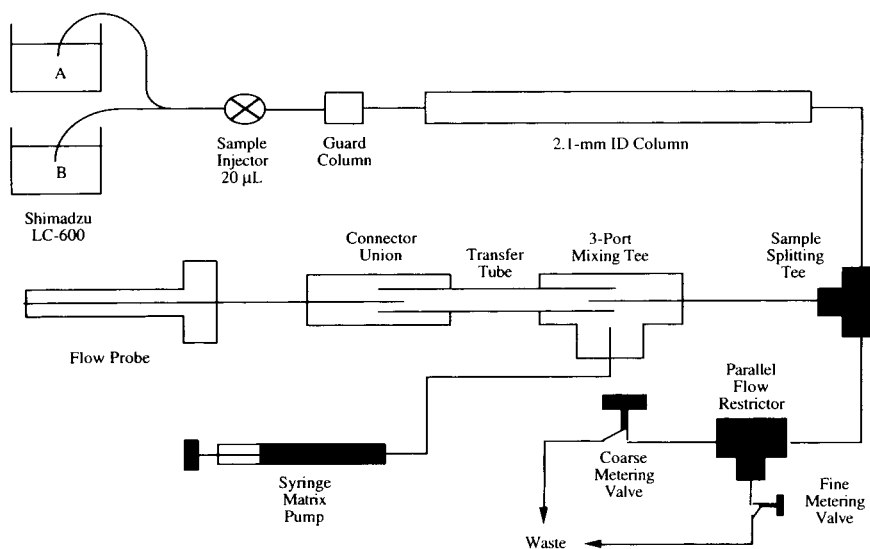 A
B
Shimadzu
LC-600
Sample
Injector
20 μL
Guard
Column
2.1-mm ID Column
Connector
Union
Transfer
Tube
3-Port
Mixing Tee
Sample
Splitting
Tee
Flow Probe
Syringe
Matrix
Pump
Parallel
Flow
Restrictor
Coarse
Metering
Valve
Fine
Metering
Valve
Waste